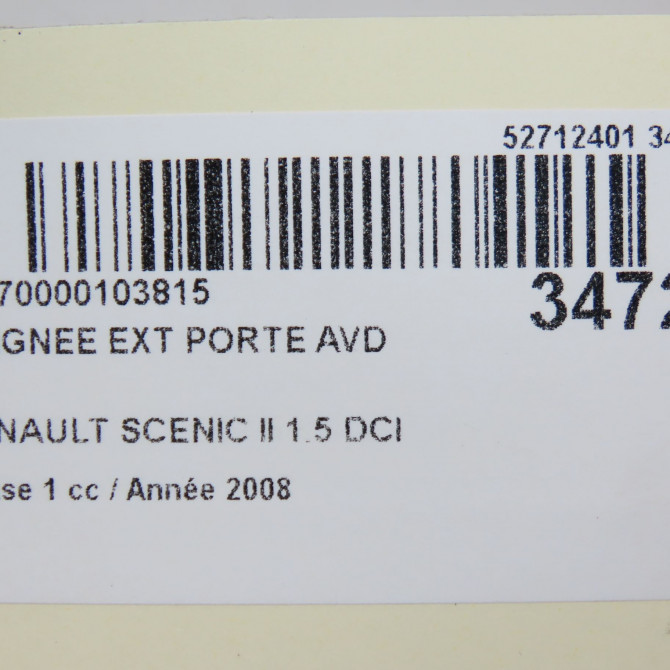 52712401 34
70000103815
3472
GNEE EXT PORTE AVD
NAULT SCENIC II 1.5 DCI
se 1 cc / Année 2008